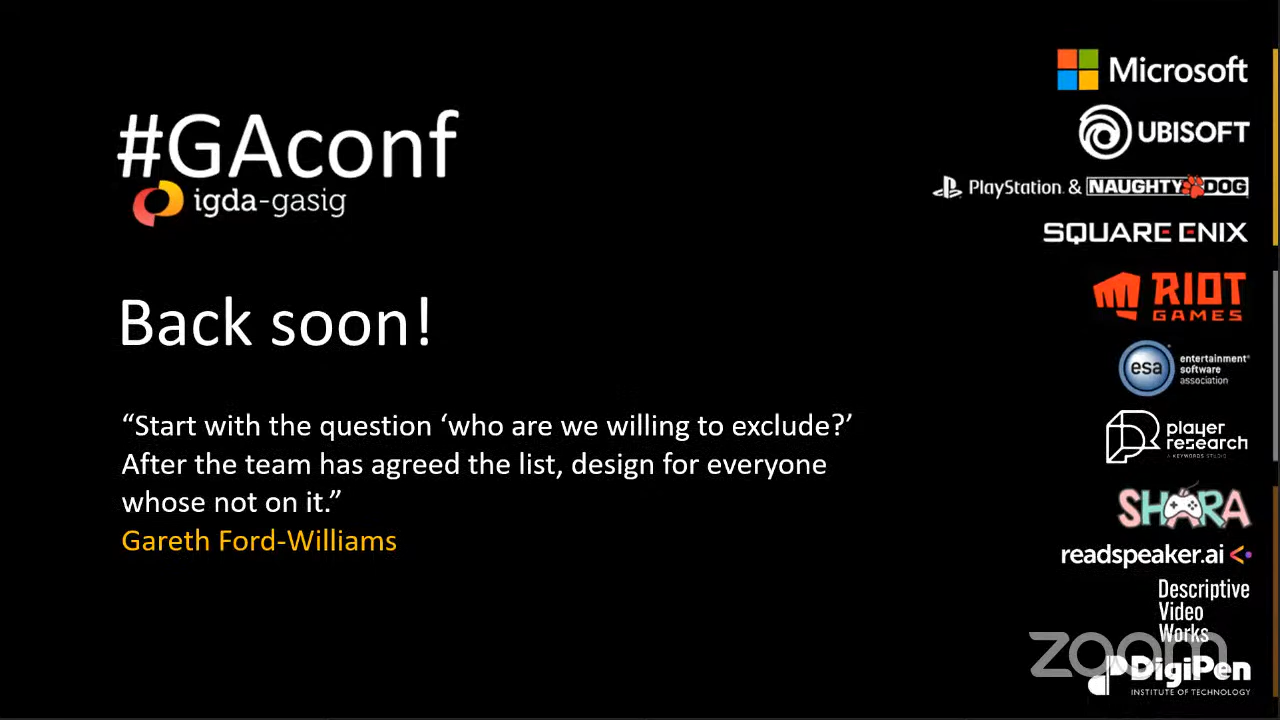 #GAconf
igda-gasig
Back soon!
“Start with the question ‘who are we willing to exclude?’
After the team has agreed the list, design for everyone
whose not on it.”
Gareth Ford-Williams
Microsoft
UBISOFT
PlayStation & NAUGHTY DOG
SQUARE ENIX
RIOT
GAMES
esa entertainment
software
association
player
research
A KEYWORDS STUDIO
SHARA
readspeaker.ai
Descriptive
Video
Works
zoom
DigiPen
INSTITUTE OF TECHNOLOGY